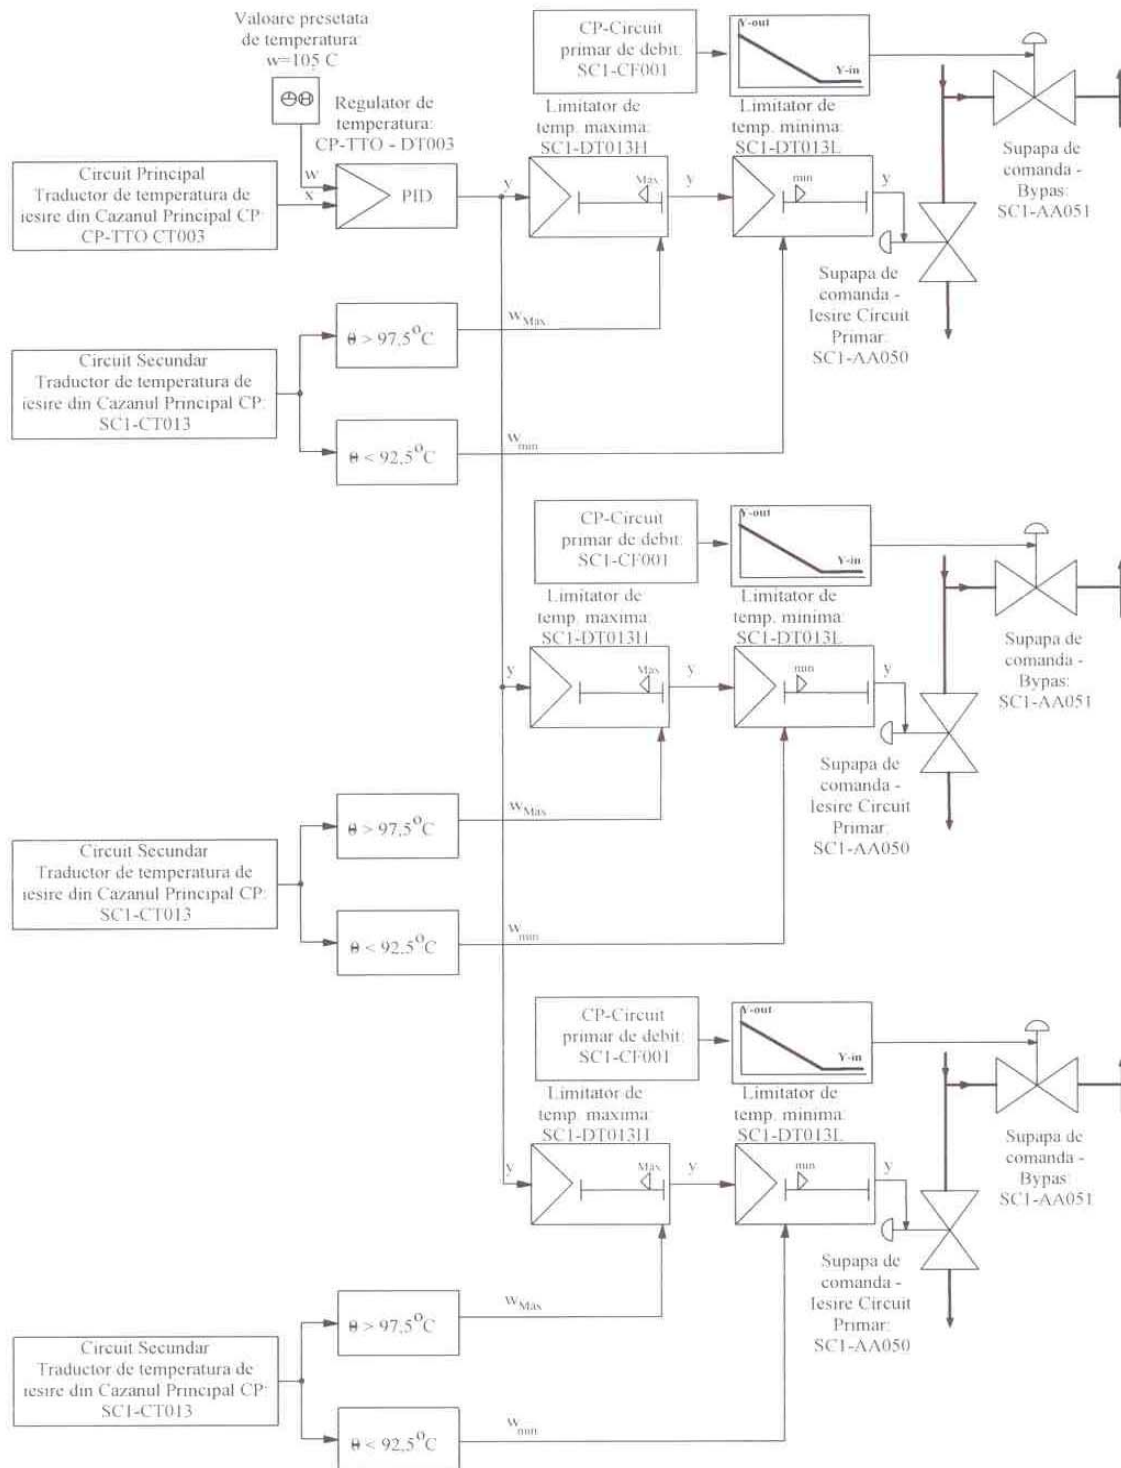 Valoare presetata
de temperatura:
w=105 C
Regulator de
temperatura:
CP-TTO - DT003
Circuit Principal
Traductor de temperatura de
iesire din Cazanul Principal CP:
CP-TTO CT003
w
x
PID
y
CP-Circuit
primar de debit:
SC1-CF001
Y-out
Y-in
Limitator de
temp. maxima:
SC1-DT013H
Limitator de
temp. minima:
SC1-DT013L
Max
y
min
y
Supapa de
comanda -
Bypas:
SC1-AA051
Supapa de
comanda -
Iesire Circuit
Primar:
SC1-AA050
Circuit Secundar
Traductor de temperatura de
iesire din Cazanul Principal CP:
SC1-CT013
θ > 97,5°C
wMax
θ < 92,5°C
wmin
CP-Circuit
primar de debit:
SC1-CF001
Y-out
Y-in
Limitator de
temp. maxima:
SC1-DT013H
Limitator de
temp. minima:
SC1-DT013L
y
Max
y
min
y
Supapa de
comanda -
Bypas:
SC1-AA051
Supapa de
comanda -
Iesire Circuit
Primar:
SC1-AA050
Circuit Secundar
Traductor de temperatura de
iesire din Cazanul Principal CP:
SC1-CT013
θ > 97,5°C
wMax
θ < 92,5°C
wmin
CP-Circuit
primar de debit:
SC1-CF001
Y-out
Y-in
Limitator de
temp. maxima:
SC1-DT013H
Limitator de
temp. minima:
SC1-DT013L
y
Max
y
min
y
Supapa de
comanda -
Bypas:
SC1-AA051
Supapa de
comanda -
Iesire Circuit
Primar:
SC1-AA050
Circuit Secundar
Traductor de temperatura de
iesire din Cazanul Principal CP:
SC1-CT013
θ > 97,5°C
wMax
θ < 92,5°C
wmin